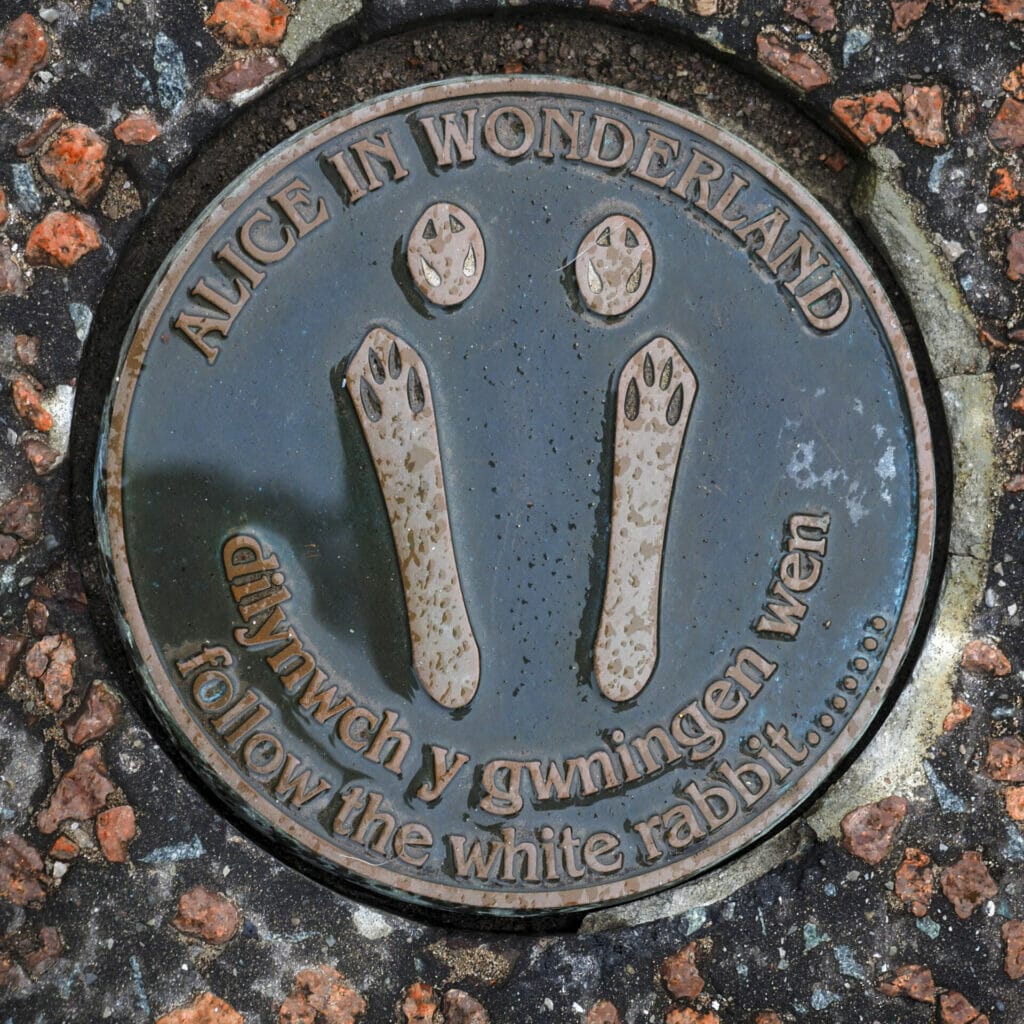 ALICE IN WONDERLAND
dilynwch y gwningen wen
follow the white rabbit............